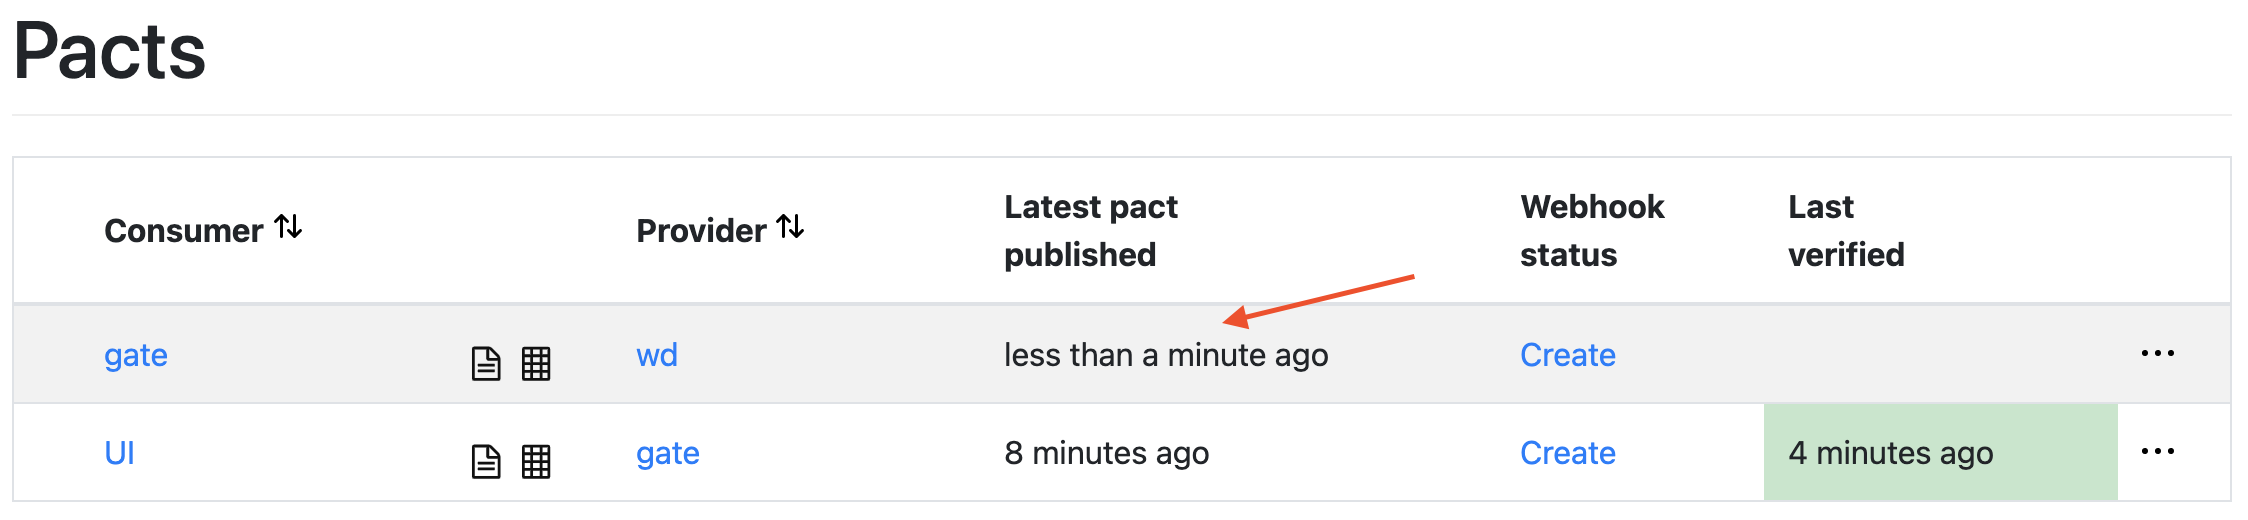 Pacts
Consumer Provider Latest pact published Webhook status Last verified
gate wd less than a minute ago Create ...
UI gate 8 minutes ago Create 4 minutes ago ...